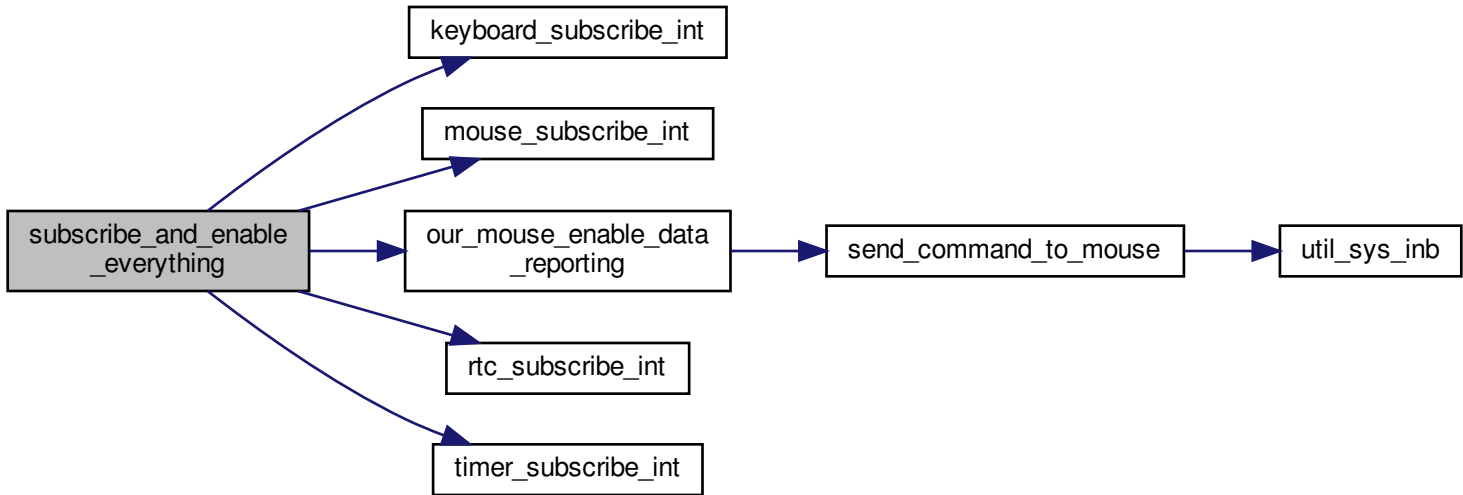 keyboard_subscribe_int
mouse_subscribe_int
subscribe_and_enable
_everything
our_mouse_enable_data
_reporting
send_command_to_mouse
util_sys_inb
rtc_subscribe_int
timer_subscribe_int